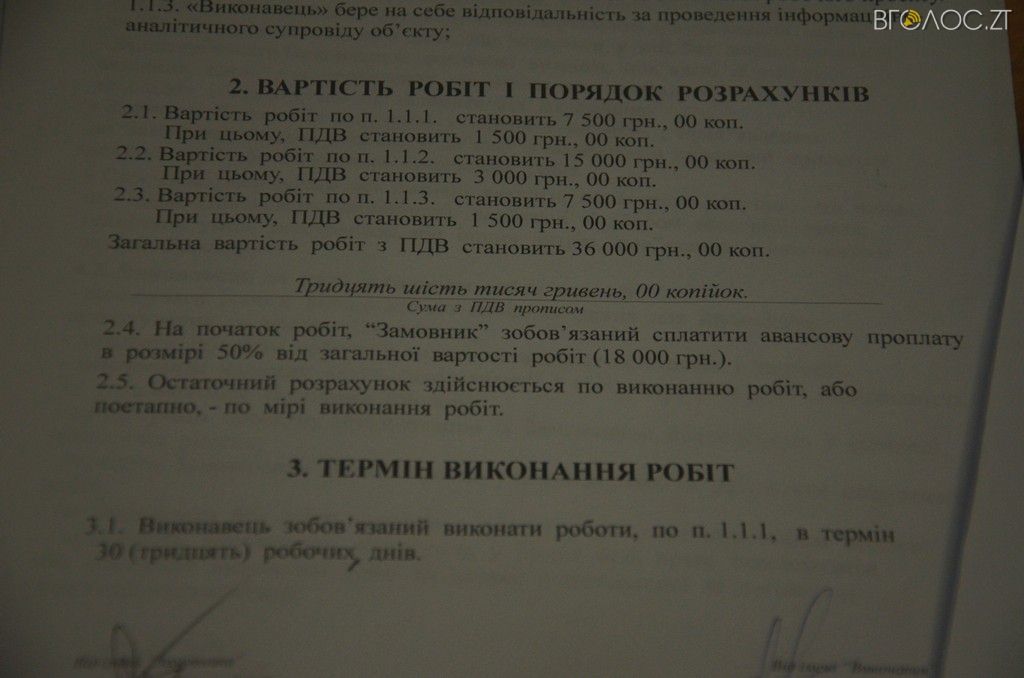 1.1.3. «Виконавець» бере на себе відповідальність за проведення
аналітичного супровіду об’єкту;
ВГОЛОС.ZT
2. ВАРТІСТЬ РОБІТ І ПОРЯДОК РОЗРАХУНКІВ
2.1. Вартість робіт по п. 1.1.1. становить 7 500 грн., 00 коп.
При цьому, ПДВ становить 1 500 грн., 00 коп.
2.2. Вартість робіт по п. 1.1.2. становить 15 000 грн., 00 коп.
При цьому, ПДВ становить 3 000 грн., 00 коп.
2.3. Вартість робіт по п. 1.1.3. становить 7 500 грн., 00 коп.
При цьому, ПДВ становить 1 500 грн., 00 коп.
Загальна вартість робіт з ПДВ становить 36 000 грн., 00 коп.
Тридцять шість тисяч гривень, 00 копійок.
Сума з ПДВ прописом
2.4. На початок робіт, “Замовник” зобов’язаний сплатити авансову проплату
в розмірі 50% від загальної вартості робіт (18 000 грн.).
2.5. Остаточний розрахунок здійснюється по виконанню робіт, або
поетапно, - по мірі виконання робіт.
3. ТЕРМІН ВИКОНАННЯ РОБІТ
3.1. Виконавець зобов’язаний виконати роботи, по п. 1.1.1, в термін
30 (тридцять) робочих днів.